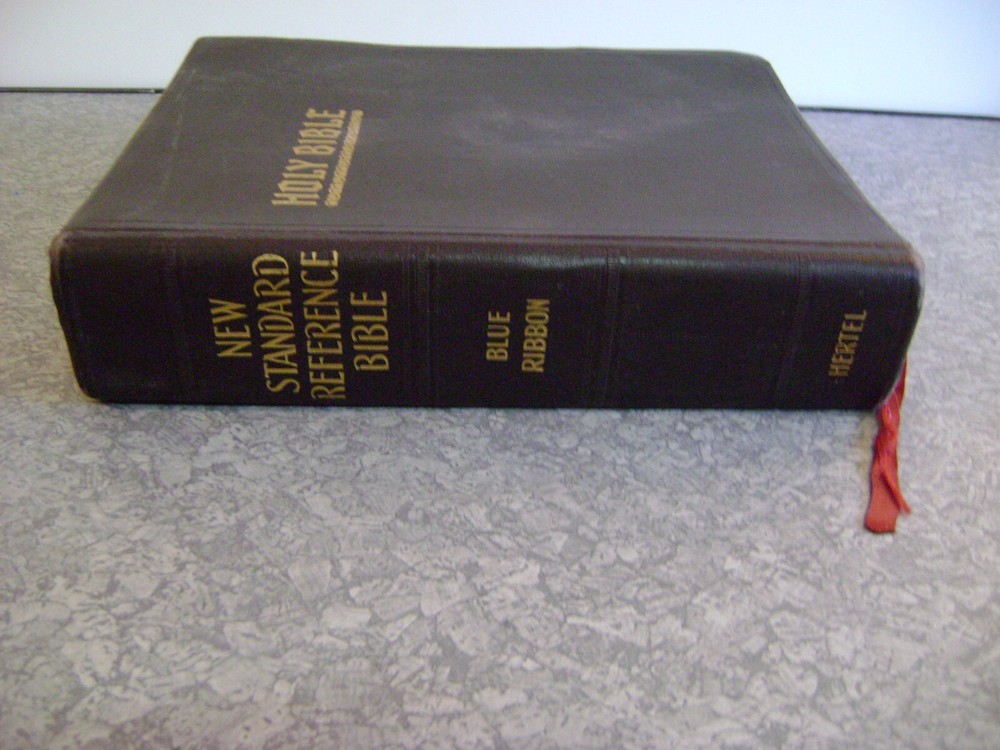 HOLY BIBLE
NEW
STANDARD
REFERENCE
BIBLE
BLUE
RIBBON
HERTEL